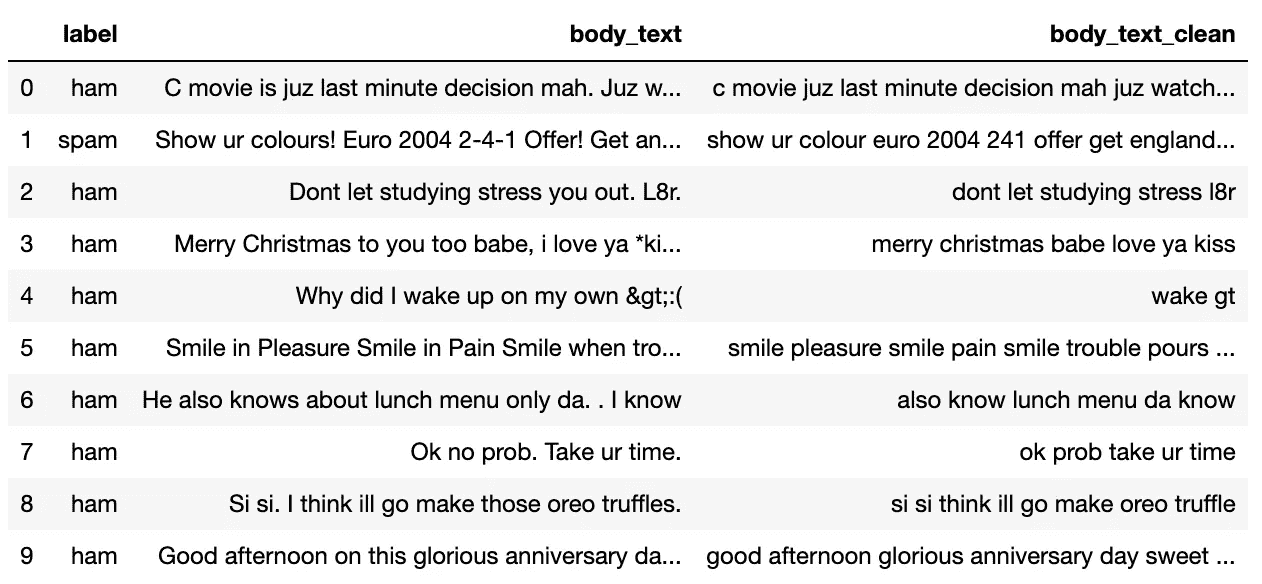 label body_text body_text_clean
0 ham C movie is juz last minute decision mah. Juz w... c movie juz last minute decision mah juz watch...
1 spam Show ur colours! Euro 2004 2-4-1 Offer! Get an... show ur colour euro 2004 241 offer get england...
2 ham Dont let studying stress you out. L8r. dont let studying stress l8r
3 ham Merry Christmas to you too babe, i love ya *ki... merry christmas babe love ya kiss
4 ham Why did I wake up on my own &gt;:( wake gt
5 ham Smile in Pleasure Smile in Pain Smile when tro... smile pleasure smile pain smile trouble pours ...
6 ham He also knows about lunch menu only da. . I know also know lunch menu da know
7 ham Ok no prob. Take ur time. ok prob take ur time
8 ham Si si. I think ill go make those oreo truffles. si si think ill go make oreo truffle
9 ham Good afternoon on this glorious anniversary da... good afternoon glorious anniversary day sweet ...